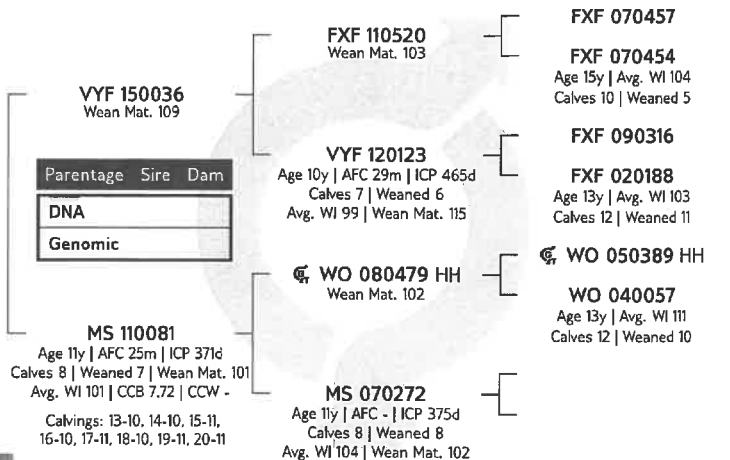 FXF 070457
FXF 110520
Wean Mat. 103
FXF 070454
Age 15y | Avg. WI 104
Calves 10 | Weaned 5
VYF 150036
Wean Mat. 109
FXF 090316
VYF 120123
Age 10y | AFC 29m | ICP 465d
Calves 7 | Weaned 6
Avg. WI 99 | Wean Mat. 115
FXF 020188
Age 13y | Avg. WI 103
Calves 12 | Weaned 11
Parentage Sire Dam
DNA
Genomic
WO 050389 HH
WO 080479 HH
Wean Mat. 102
WO 040057
Age 13y | Avg. WI 111
Calves 12 | Weaned 10
MS 110081
Age 11y | AFC 25m | ICP 371d
Calves 8 | Weaned 7 | Wean Mat. 101
Avg. WI 101 | CCB 7.72 | CCW -
Calvings: 13-10, 14-10, 15-11,
16-10, 17-11, 18-10, 19-11, 20-11
MS 070272
Age 11y | AFC - | ICP 375d
Calves 8 | Weaned 8
Avg. WI 104 | Wean Mat. 102